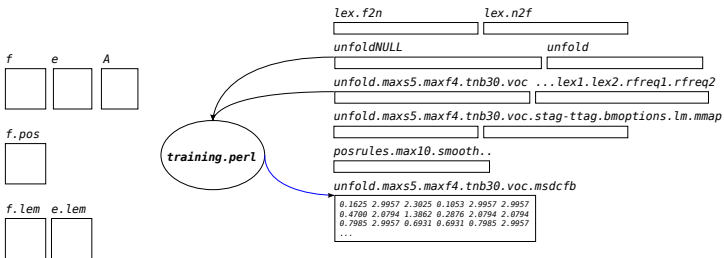 lex.f2n lex.n2f
unfoldNULL unfold
f e A
unfold.maxs5.maxf4.tnb30.voc ...lex1.lex2.rfreq1.rfreq2
unfold.maxs5.maxf4.tnb30.voc.stag-ttag.bmoptions.lm.mmap
f.pos
training.perl
posrules.max10.smooth..
unfold.maxs5.maxf4.tnb30.voc.msdcfb
0.1625 2.9957 2.3025 0.1053 2.9957 2.9957
0.4700 2.0794 1.3862 0.2876 2.0794 2.0794
0.7985 2.9957 0.6931 0.6931 0.7985 2.9957
...
f.lem e.lem